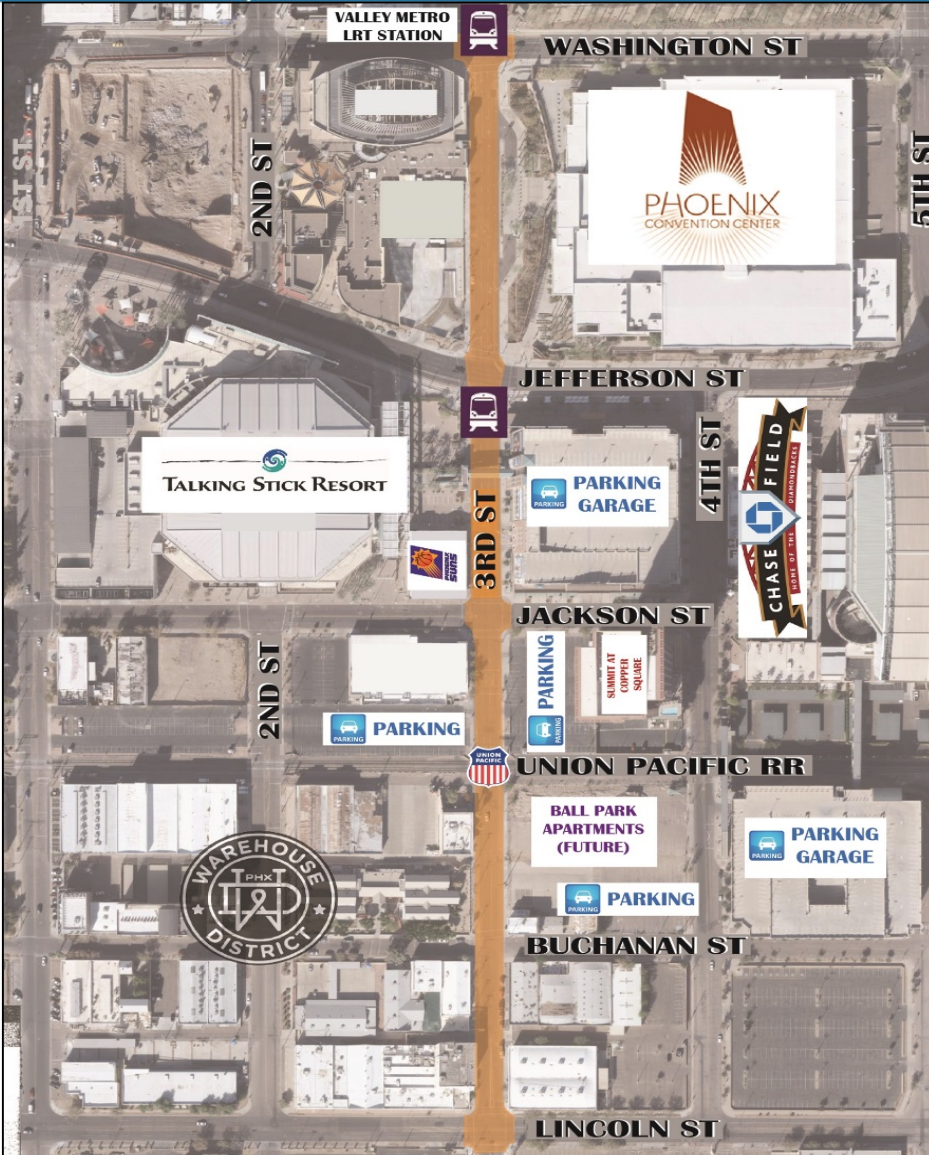 VALLEY METRO
LRT STATION
WASHINGTON ST
1ST ST
2ND ST
PHOENIX
CONVENTION CENTER
5TH ST
JEFFERSON ST
TALKING STICK RESORT
PHOENIX
SUNS
3RD ST
PARKING
PARKING
GARAGE
4TH ST
CHASE FIELD
HOME OF THE DIAMONDBACKS
JACKSON ST
2ND ST
PARKING
PARKING
PARKING
PARKING
SUMMIT AT
COPPER
SQUARE
UNION
PACIFIC
UNION PACIFIC RR
BALL PARK
APARTMENTS
(FUTURE)
PARKING
PARKING
GARAGE
PARKING
PARKING
WAREHOUSE
PHX
WD
DISTRICT
BUCHANAN ST
LINCOLN ST